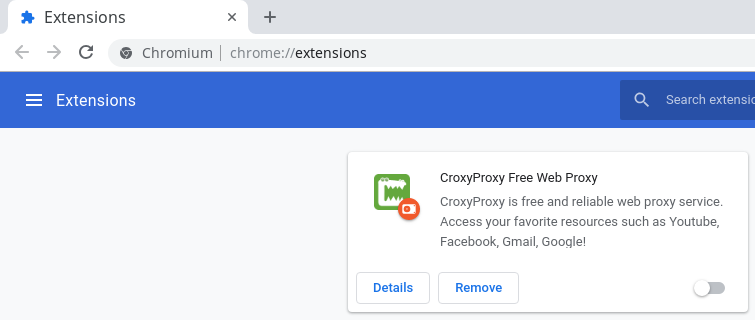 Extensions
Chromium chrome://extensions
Extensions
Search extensio
CroxyProxy Free Web Proxy
CroxyProxy is free and reliable web proxy service.
Access your favorite resources such as Youtube,
Facebook, Gmail, Google!
Details Remove